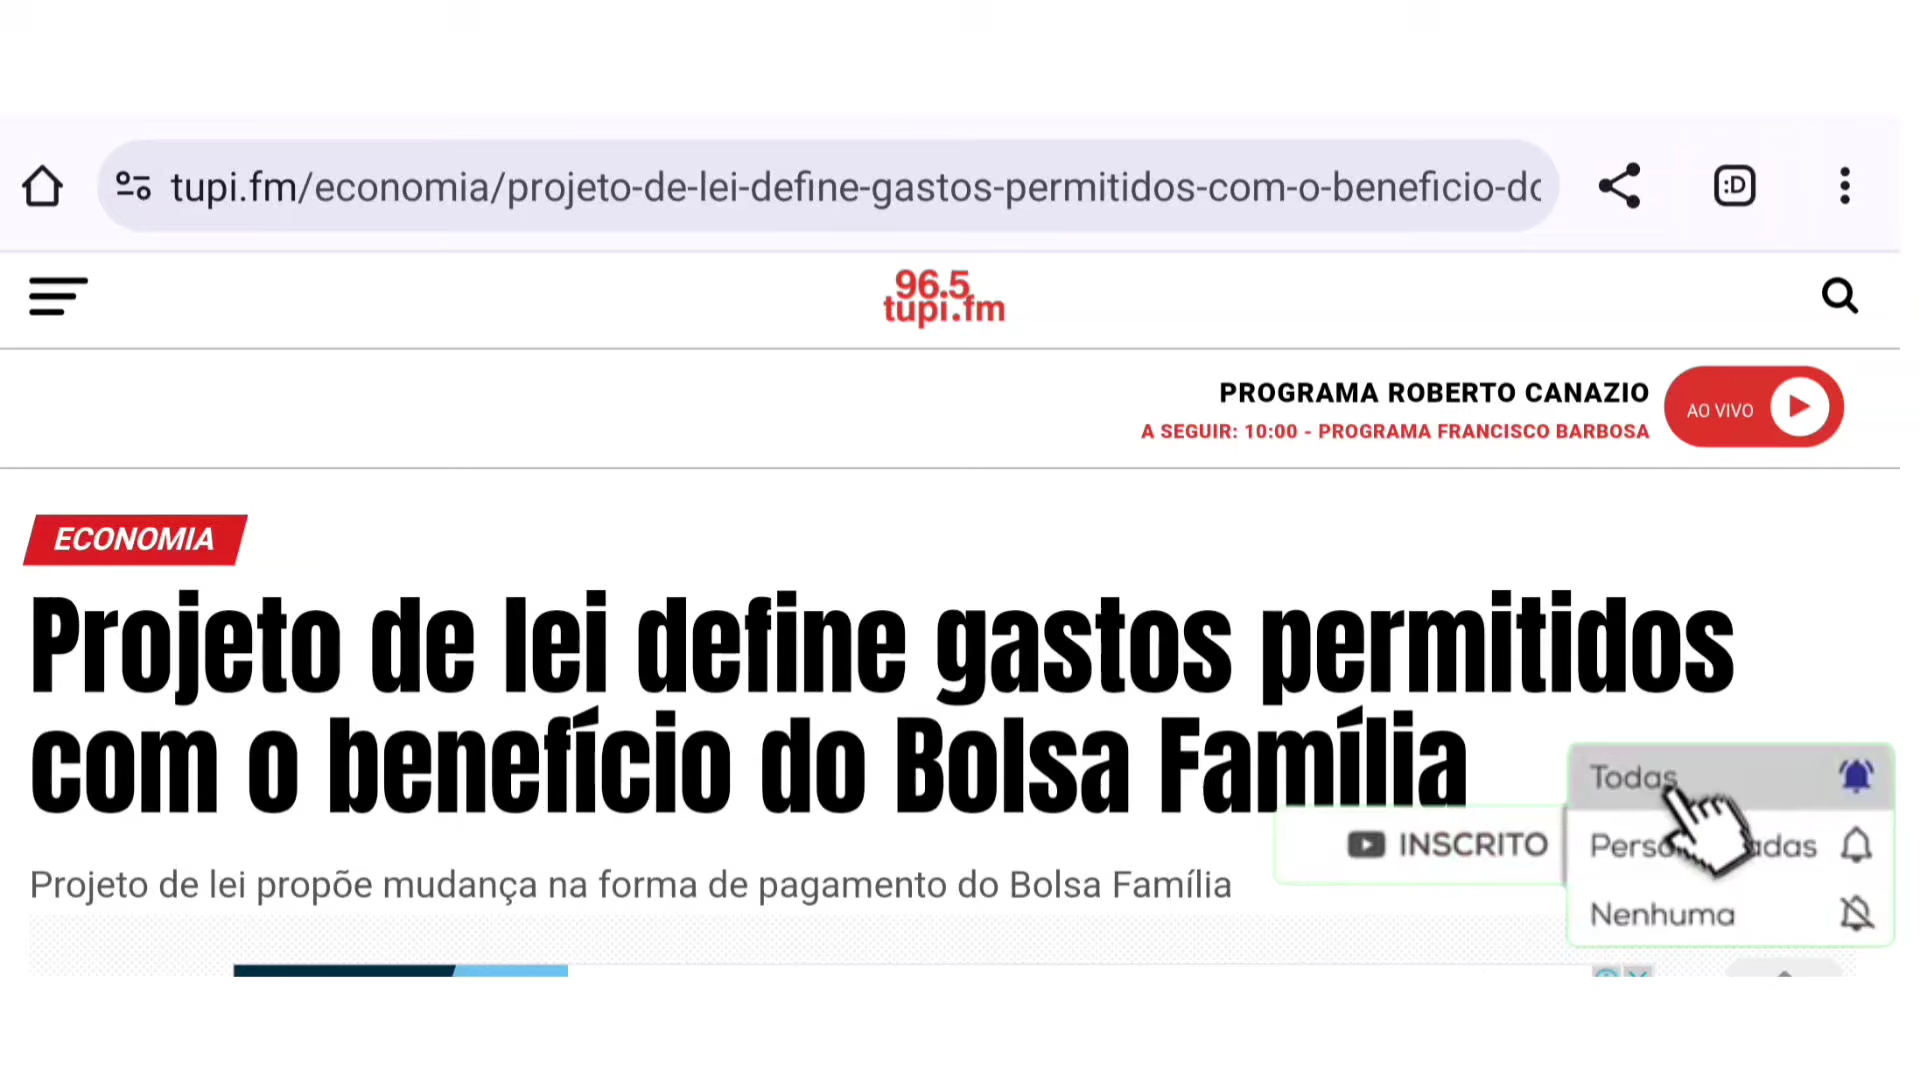 tupi.fm/economia/projeto-de-lei-define-gastos-permitidos-com-o-beneficio-do
:D
96.5
tupi.fm
PROGRAMA ROBERTO CANAZIO
A SEGUIR: 10:00 - PROGRAMA FRANCISCO BARBOSA
AO VIVO
ECONOMIA
Projeto de lei define gastos permitidos
com o benefício do Bolsa Família
Projeto de lei propõe mudança na forma de pagamento do Bolsa Família
INSCRITO
Todas
Nenhuma